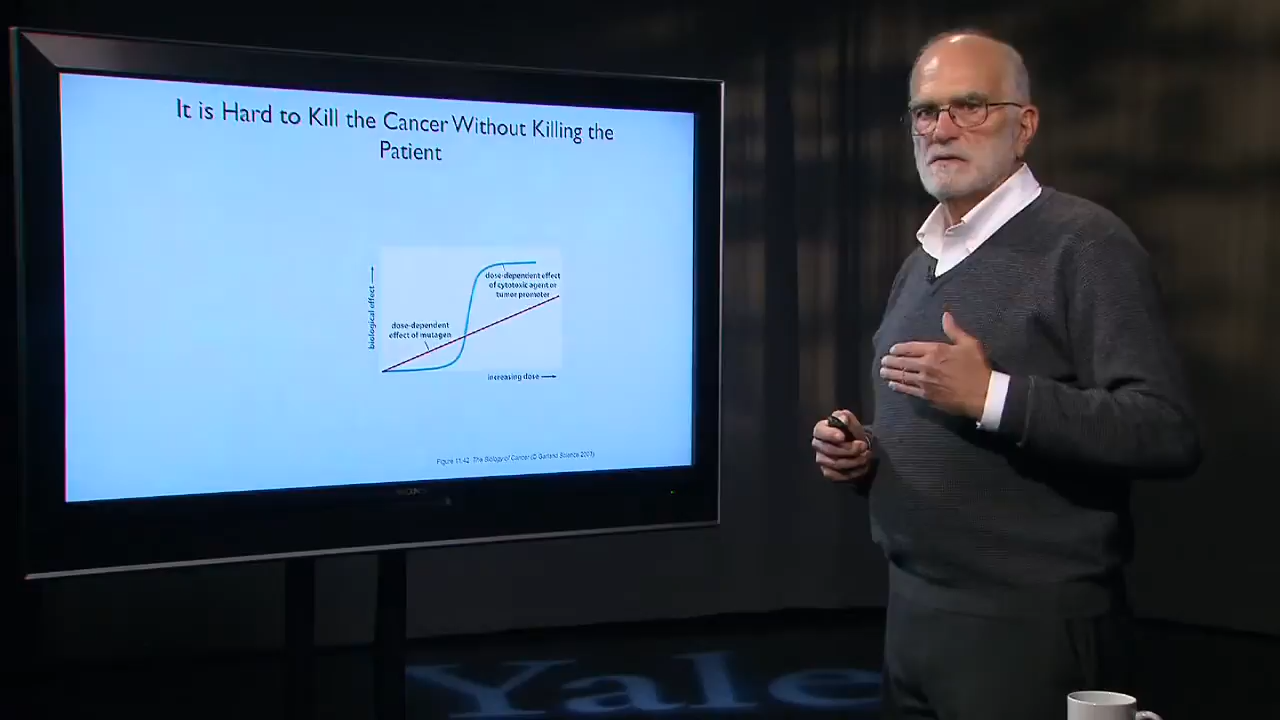 It is Hard to Kill the Cancer Without Killing the
Patient
biological effect
dose-dependent effect
of cytotoxic agent or
tumor promoter
dose-dependent
effect of mutagen
increasing dose
Figure 11.42 The Biology of Cancer (© Garland Science 2007)
Yale